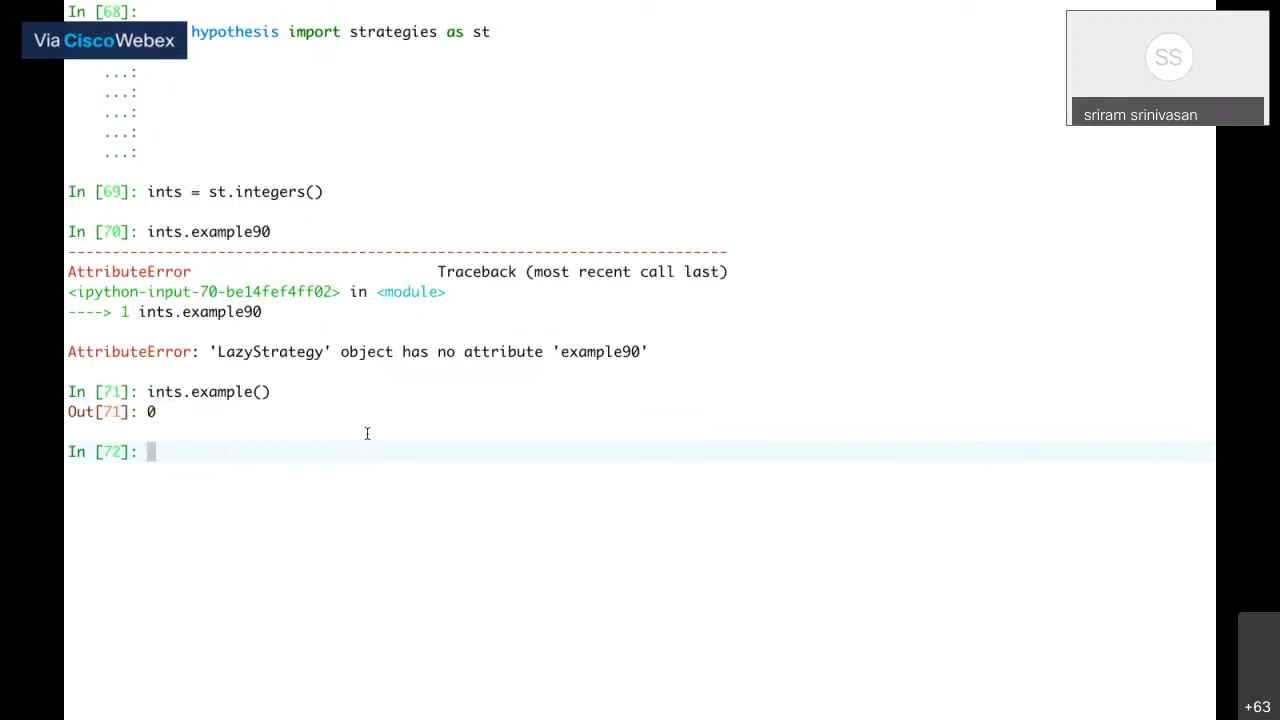 In [68]:
Via Cisco Webex hypothesis import strategies as st
...:
...:
...:
...:
...:
In [69]: ints = st.integers()
In [70]: ints.example90
---------------------------------------------------------------------------
AttributeError Traceback (most recent call last)
<ipython-input-70-be14fef4ff02> in <module>
----> 1 ints.example90
AttributeError: 'LazyStrategy' object has no attribute 'example90'
In [71]: ints.example()
Out[71]: 0
In [72]:
SS
sriram srinivasan
+63